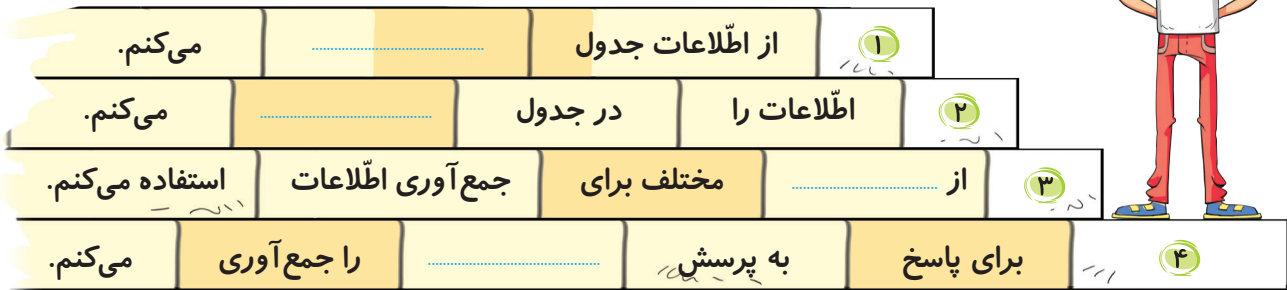 ۱ از اطّلاعات جدول ........................ می‌کنم.
۲ اطّلاعات را در جدول ........................ می‌کنم.
۳ از ........................ مختلف برای جمع‌آوری اطّلاعات استفاده می‌کنم.
۴ برای پاسخ به پرسش ........................ را جمع‌آوری می‌کنم.